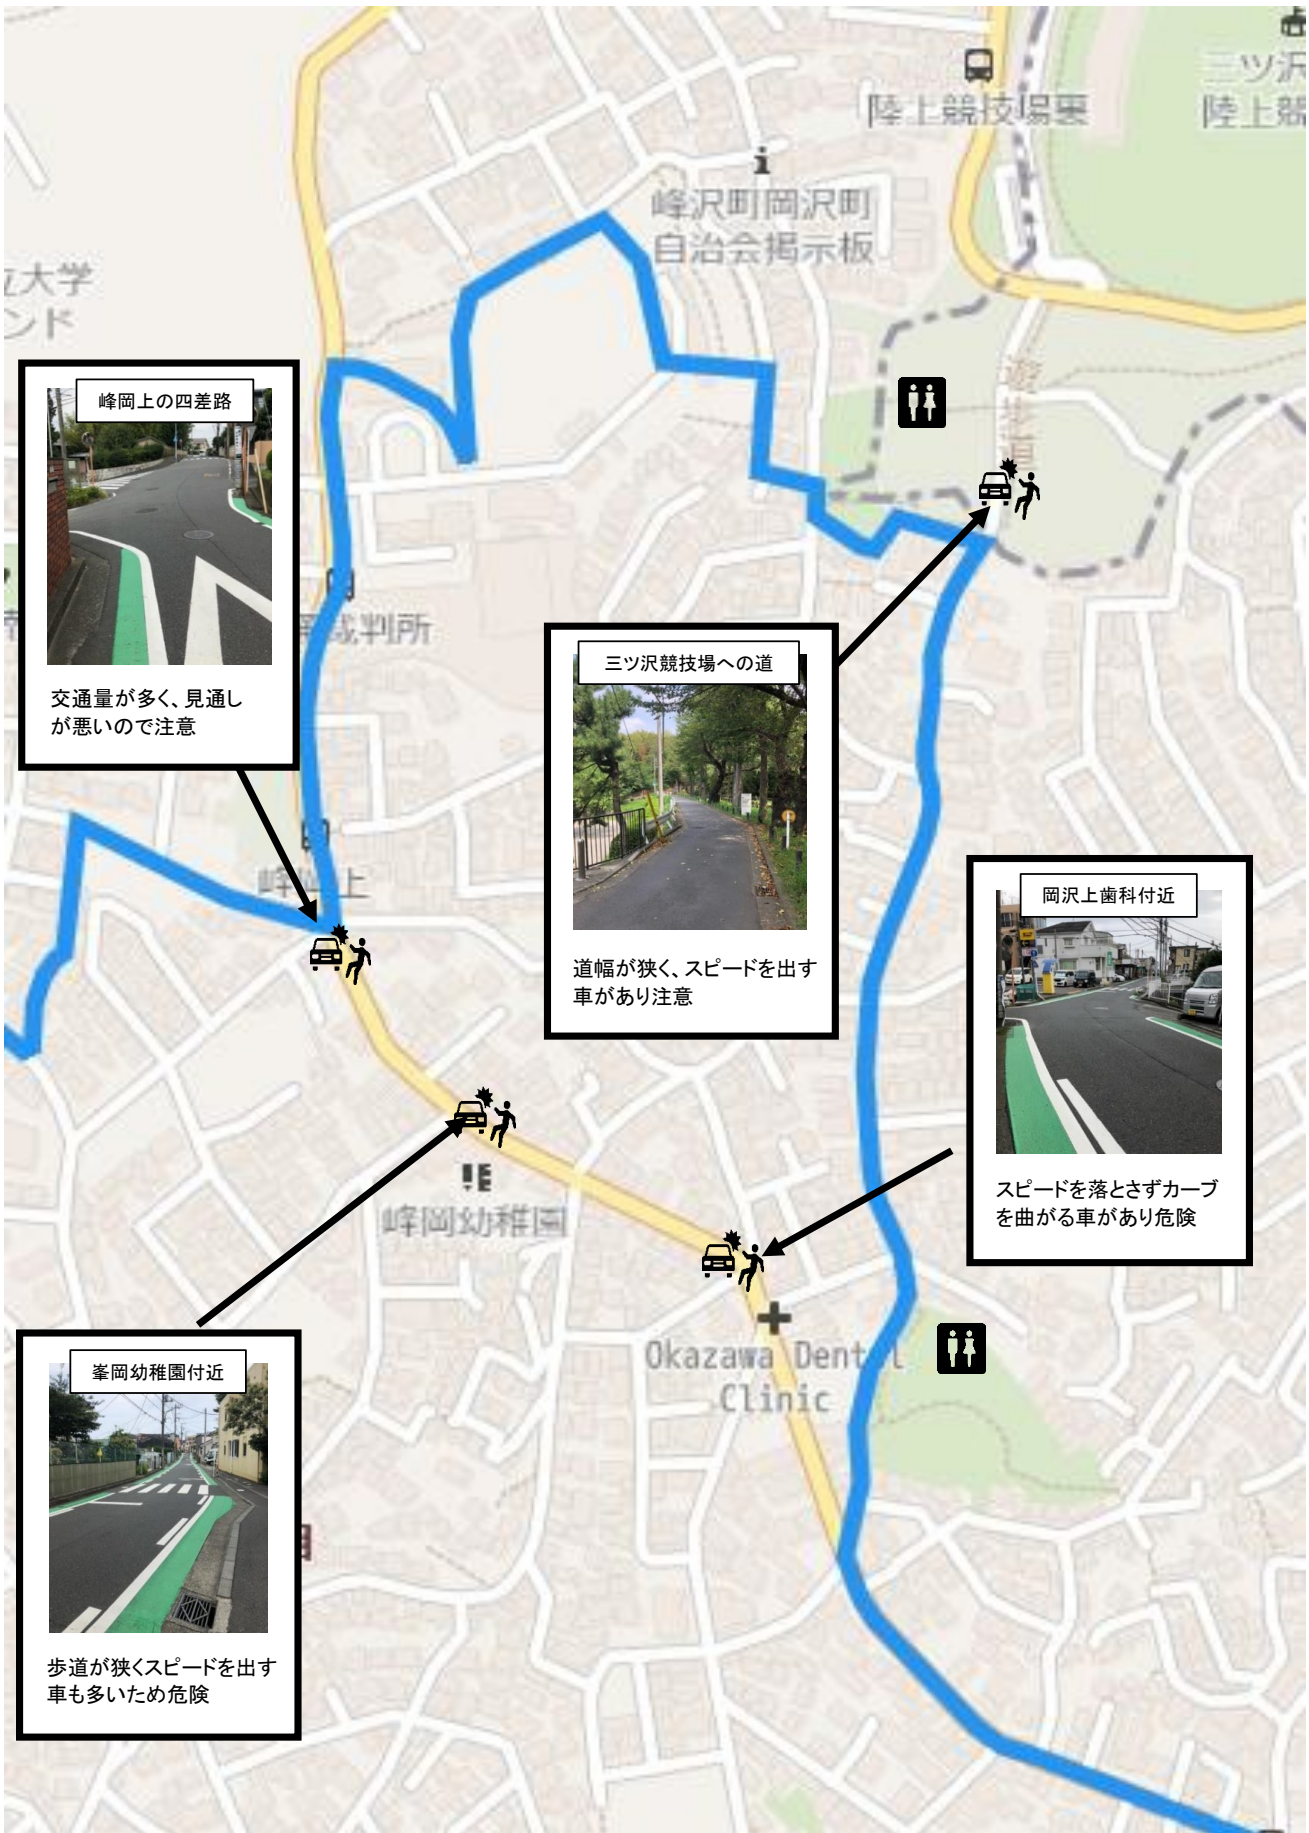 陸上競技場裏
三ツ沢
陸上競
峰沢町岡沢町
自治会掲示板
立大学
ンド
峰岡上の四差路
交通量が多く、見通し
が悪いので注意
裁判所
三ツ沢競技場への道
道幅が狭く、スピードを出す
車があり注意
峰岡上
岡沢上歯科付近
スピードを落とさずカーブ
を曲がる車があり危険
峰岡幼稚園
Okazawa Dental
Clinic
峯岡幼稚園付近
歩道が狭くスピードを出す
車も多いため危険